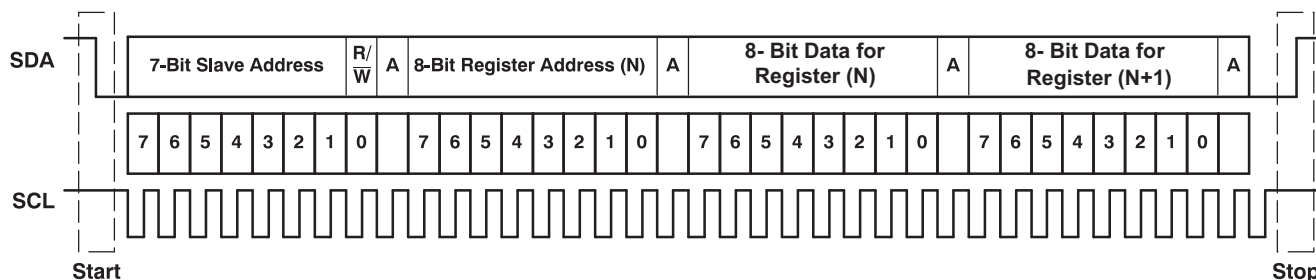 SDA
7-Bit Slave Address
R/
W
A
8-Bit Register Address (N)
A
8- Bit Data for
Register (N)
A
8- Bit Data for
Register (N+1)
A
7 6 5 4 3 2 1 0 7 6 5 4 3 2 1 0 7 6 5 4 3 2 1 0 7 6 5 4 3 2 1 0
SCL
Start
Stop